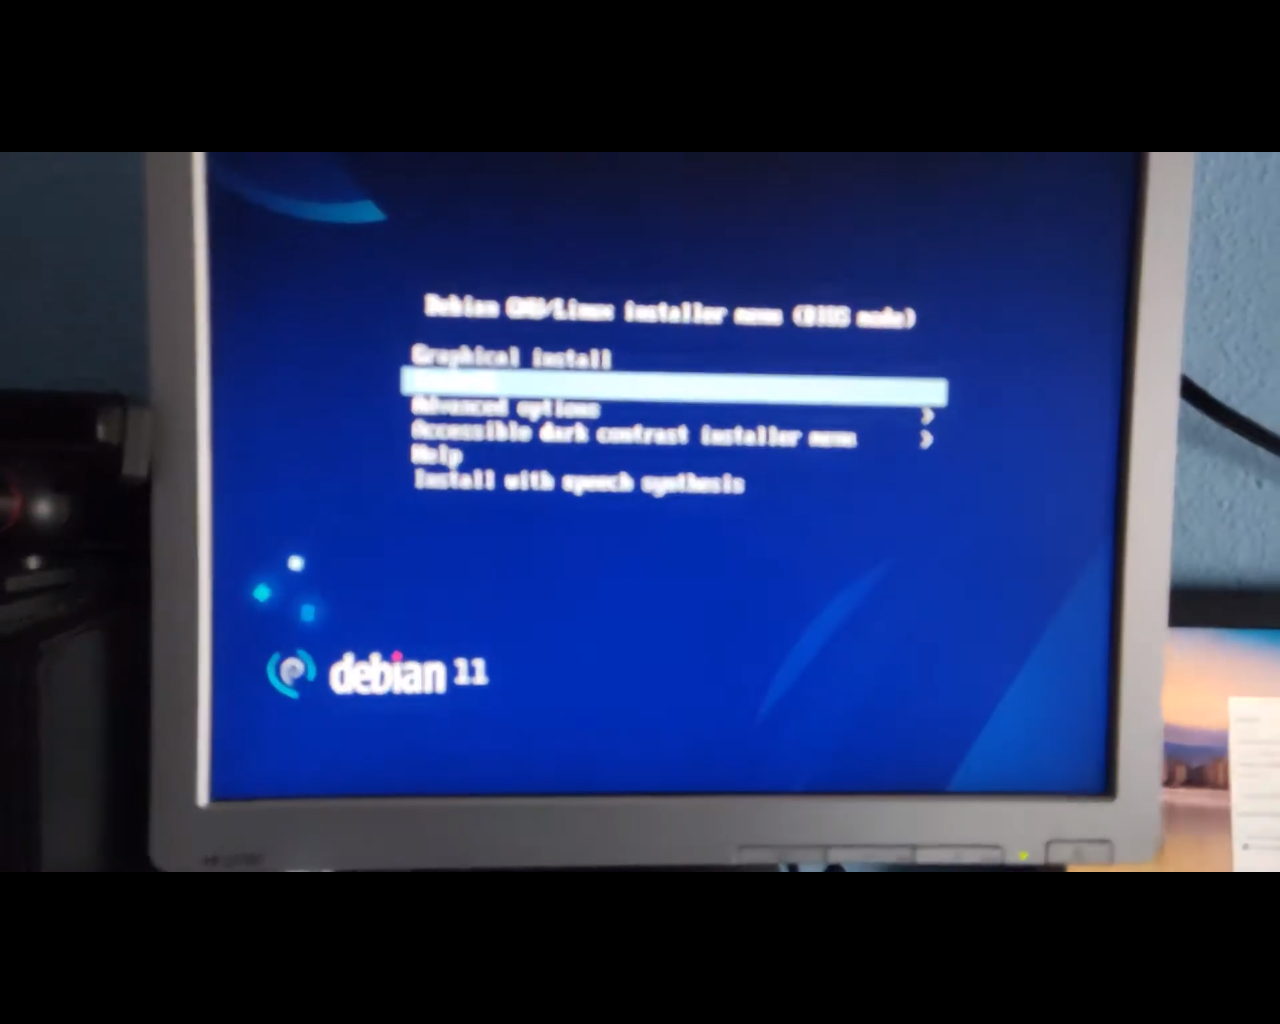 Debian GNU/Linux installer menu (BIOS mode)
Graphical install
Advanced options >
Accessible dark contrast installer menu >
Help
Install with speech synthesis
debian 11